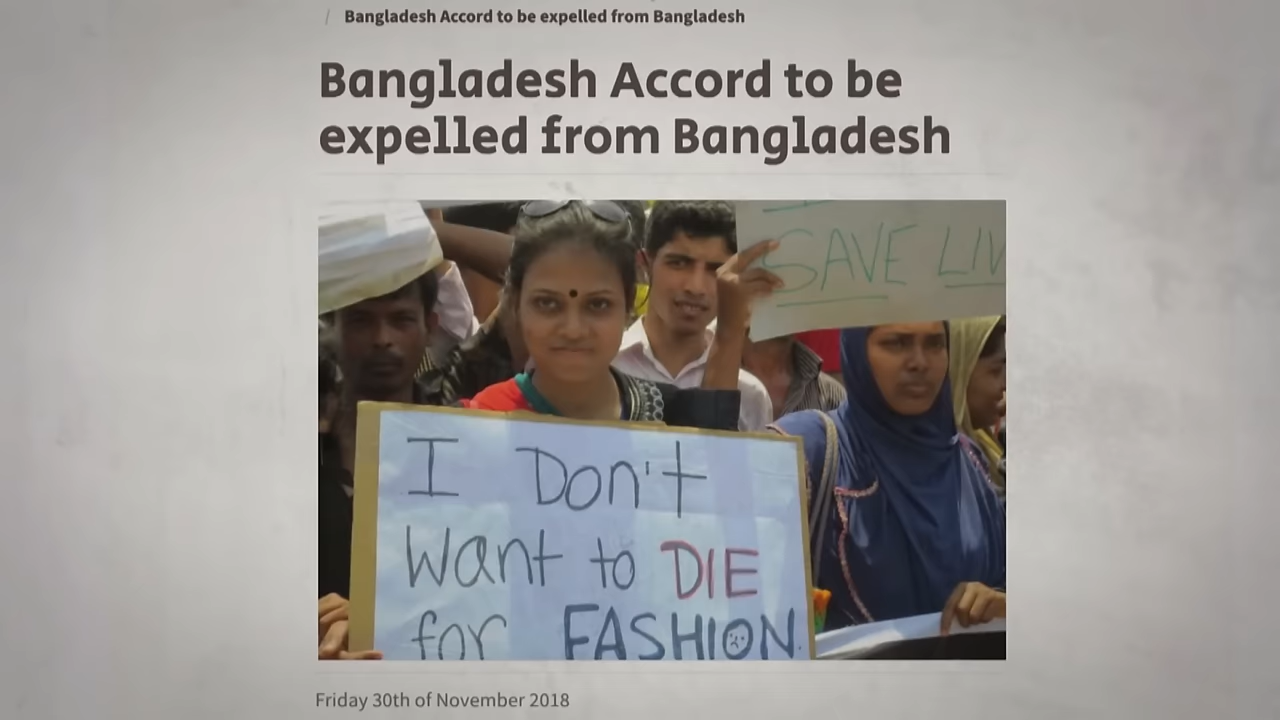 / Bangladesh Accord to be expelled from Bangladesh
Bangladesh Accord to be
expelled from Bangladesh
SAVE LIV
I Don't
Want to DIE
for FASHION.
Friday 30th of November 2018